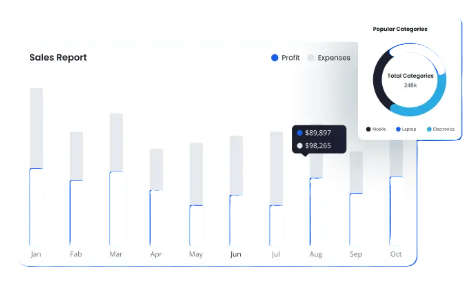 Popular Categories
Sales Report
Profit
Expenses
Total Categories
248k
$89,897
$98,265
Mobile
Laptop
Electronics
Jan
Fab
Mar
Apr
May
Jun
Jul
Aug
Sep
Oct